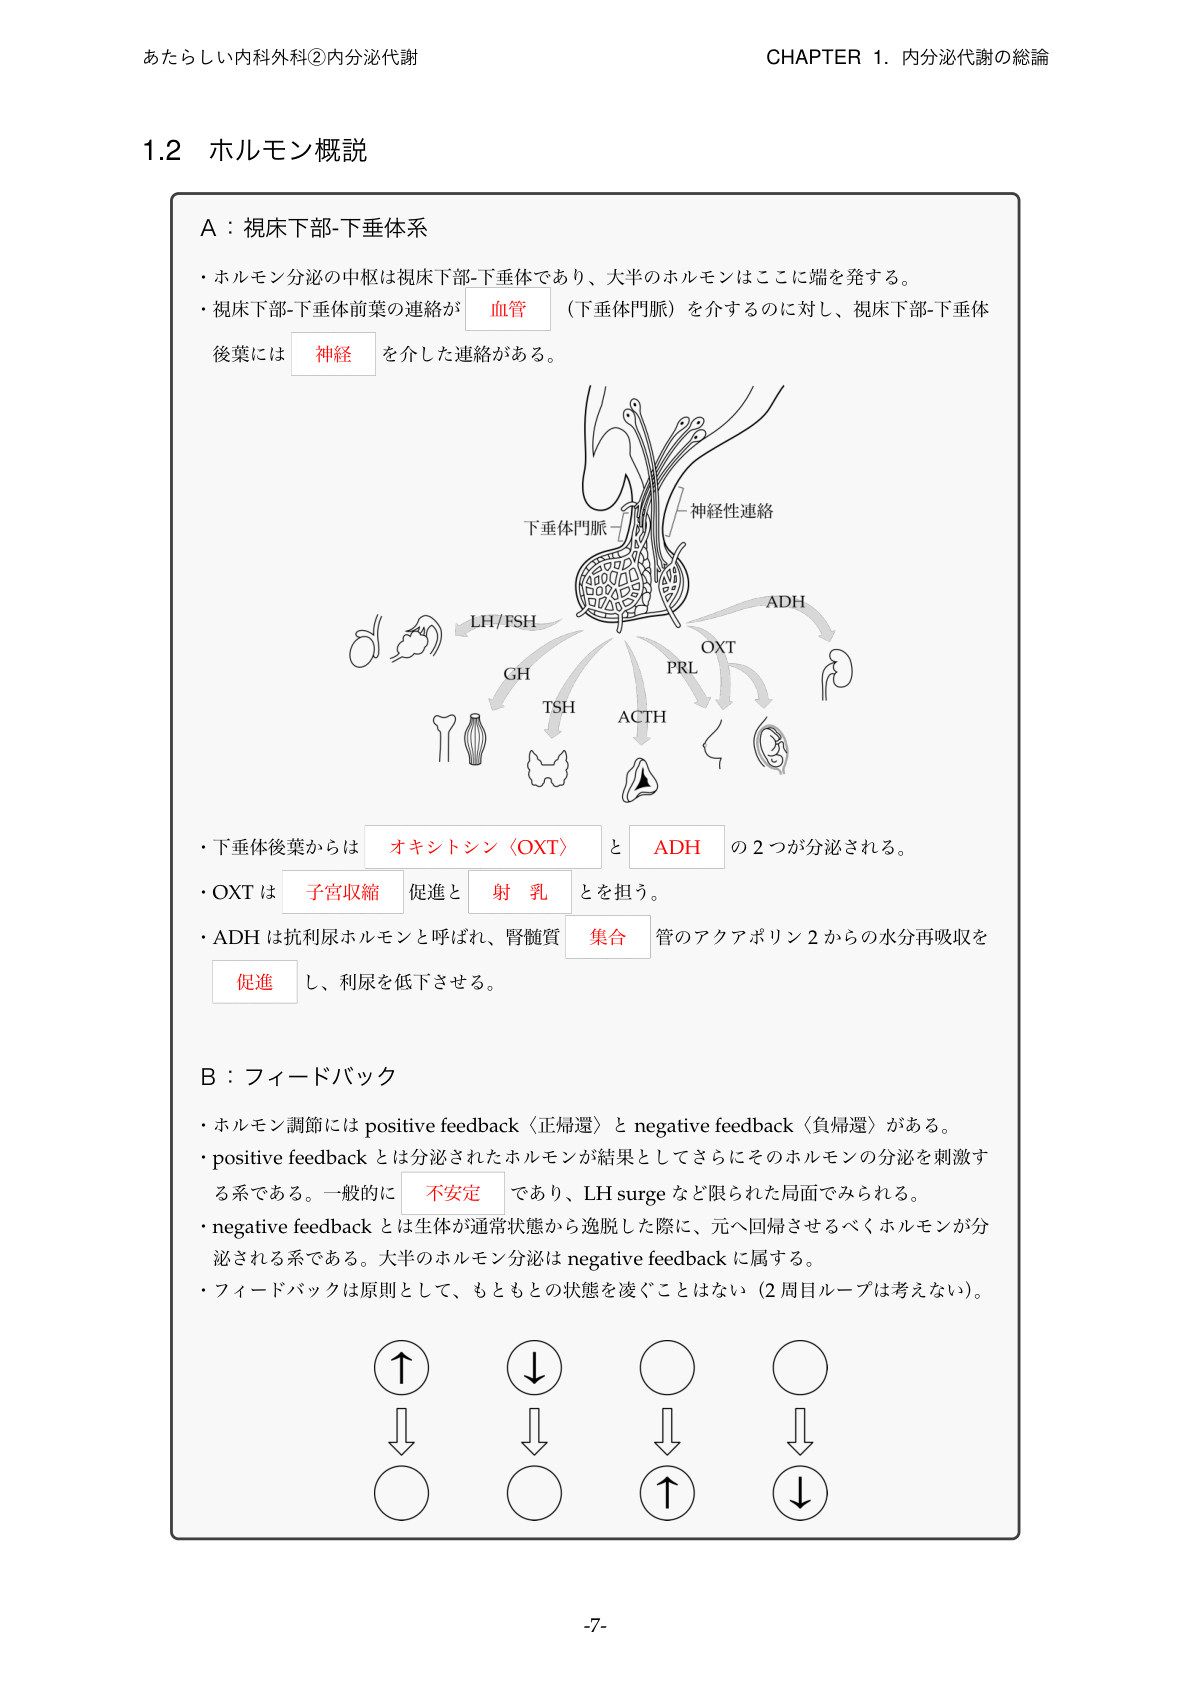 あたらしい内科外科②内分泌代謝
CHAPTER 1. 内分泌代謝の総論
1.2 ホルモン概説
A：視床下部-下垂体系
・ホルモン分泌の中枢は視床下部-下垂体であり、大半のホルモンはここに端を発する。
・視床下部-下垂体前葉の連絡が 血管 （下垂体門脈）を介するのに対し、視床下部-下垂体
後葉には 神経 を介した連絡がある。
神経性連絡
下垂体門脈
ADH
LH/FSH
OXT
PRL
GH
TSH
ACTH
・下垂体後葉からは オキシトシン〈OXT〉 と ADH の 2 つが分泌される。
・OXT は 子宮収縮 促進と 射　乳 とを担う。
・ADH は抗利尿ホルモンと呼ばれ、腎髄質 集合 管のアクアポリン 2 からの水分再吸収を
促進 し、利尿を低下させる。
B：フィードバック
・ホルモン調節には positive feedback〈正帰還〉と negative feedback〈負帰還〉がある。
・positive feedback とは分泌されたホルモンが結果としてさらにそのホルモンの分泌を刺激す
る系である。一般的に 不安定 であり、LH surge など限られた局面でみられる。
・negative feedback とは生体が通常状態から逸脱した際に、元へ回帰させるべくホルモンが分
泌される系である。大半のホルモン分泌は negative feedback に属する。
・フィードバックは原則として、もともとの状態を凌ぐことはない（2 周目ループは考えない）。
↑ ↓
↑ ↓
-7-